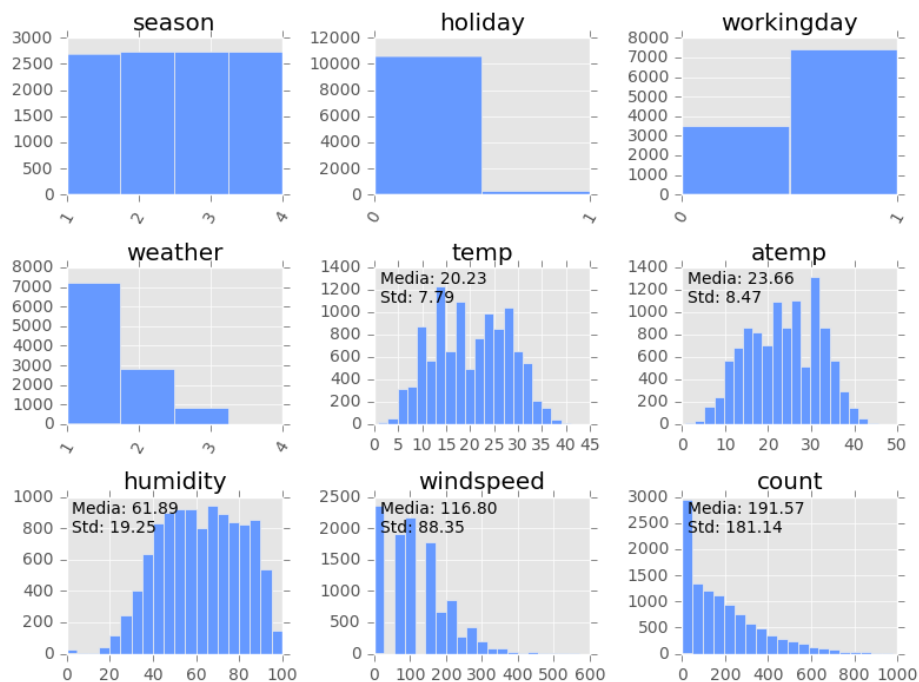 season
3000
2500
2000
1500
1000
500
0
1 2 3 4
holiday
12000
10000
8000
6000
4000
2000
0
0 1
workingday
8000
7000
6000
5000
4000
3000
2000
1000
0
0 1
weather
8000
7000
6000
5000
4000
3000
2000
1000
0
1 2 3 4
temp
Media: 20.23
Std: 7.79
1400
1200
1000
800
600
400
200
0
0 5 10 15 20 25 30 35 40 45
atemp
Media: 23.66
Std: 8.47
1400
1200
1000
800
600
400
200
0
0 10 20 30 40 50
humidity
Media: 61.89
Std: 19.25
1000
800
600
400
200
0
0 20 40 60 80 100
windspeed
Media: 116.80
Std: 88.35
2500
2000
1500
1000
500
0
0 100 200 300 400 500 600
count
Media: 191.57
Std: 181.14
3000
2500
2000
1500
1000
500
0
0 200 400 600 800 1000